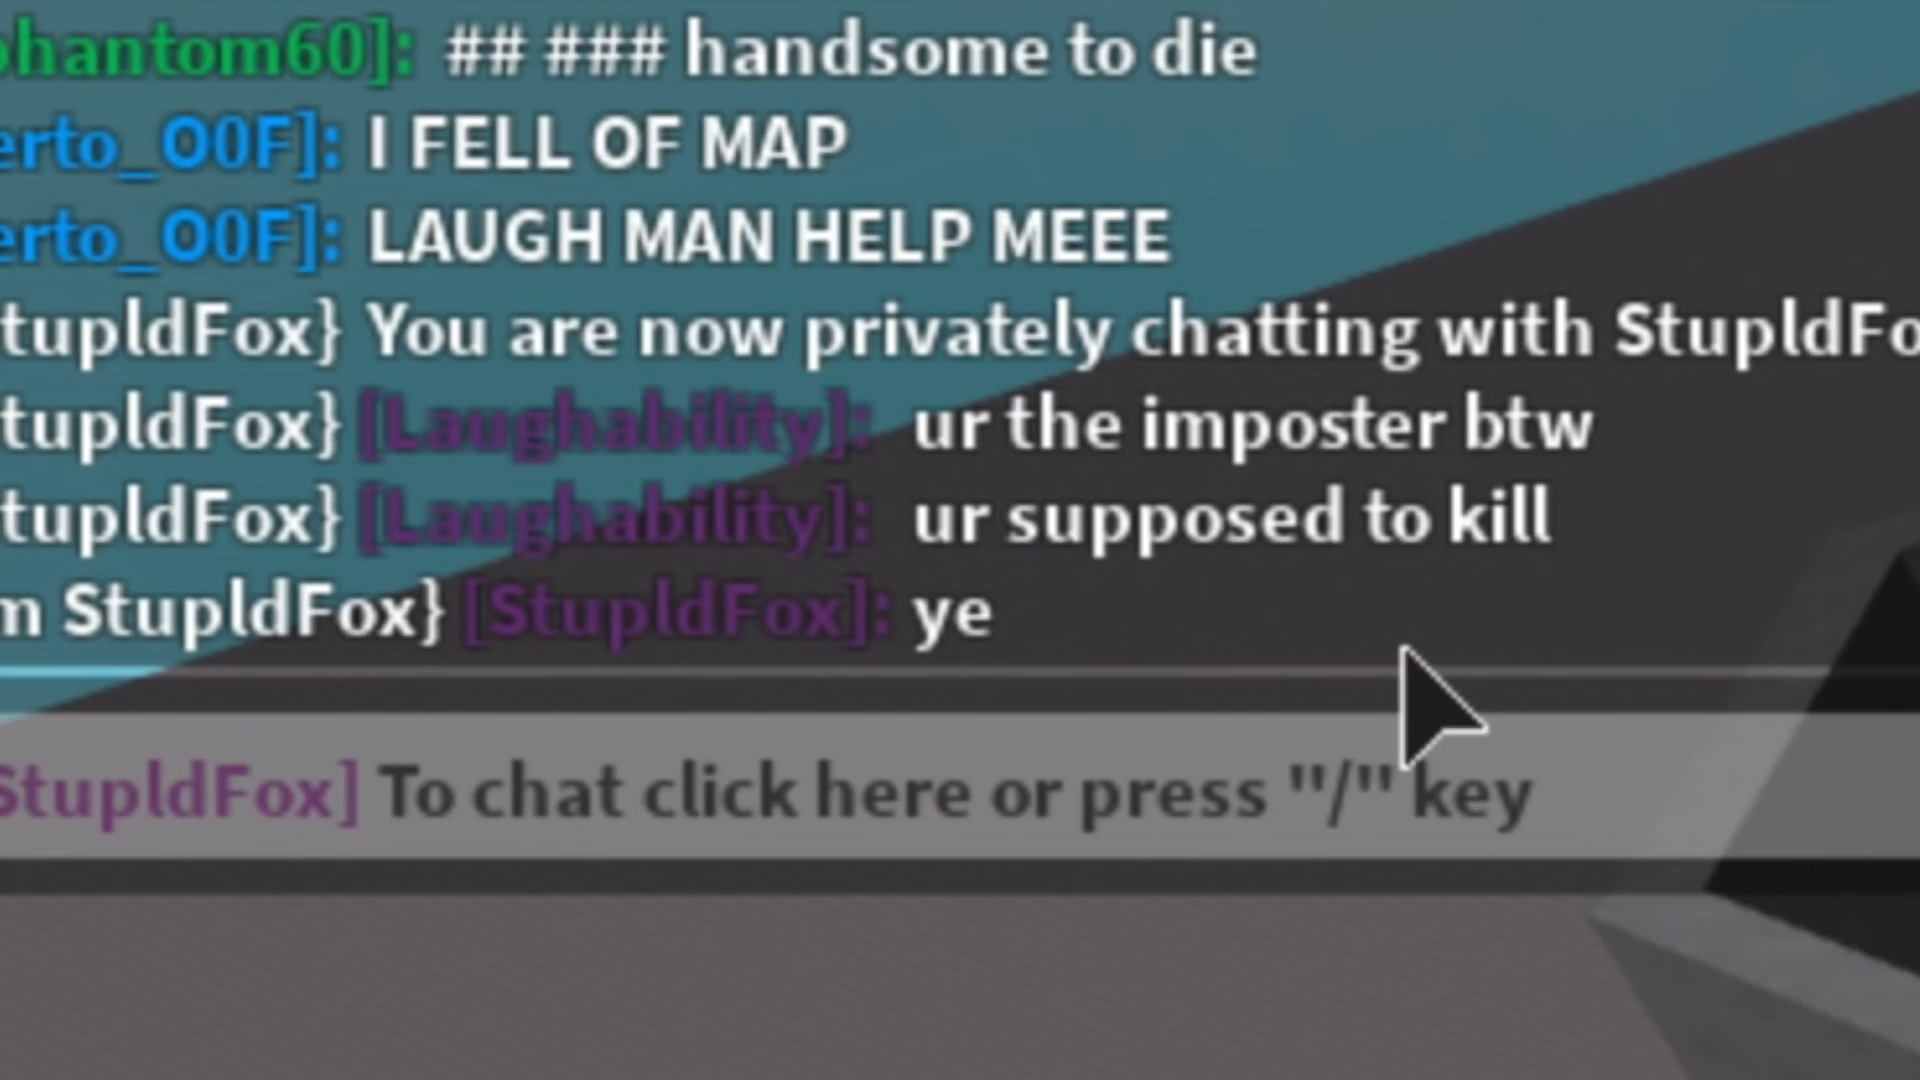 phantom60]: ## ### handsome to die
erto_O0F]: I FELL OF MAP
erto_O0F]: LAUGH MAN HELP MEEE
tupldFox} You are now privately chatting with StupldFo
tupldFox} [Laughability]: ur the imposter btw
tupldFox} [Laughability]: ur supposed to kill
m StupldFox} [StupldFox]: ye
StupldFox] To chat click here or press "/" key